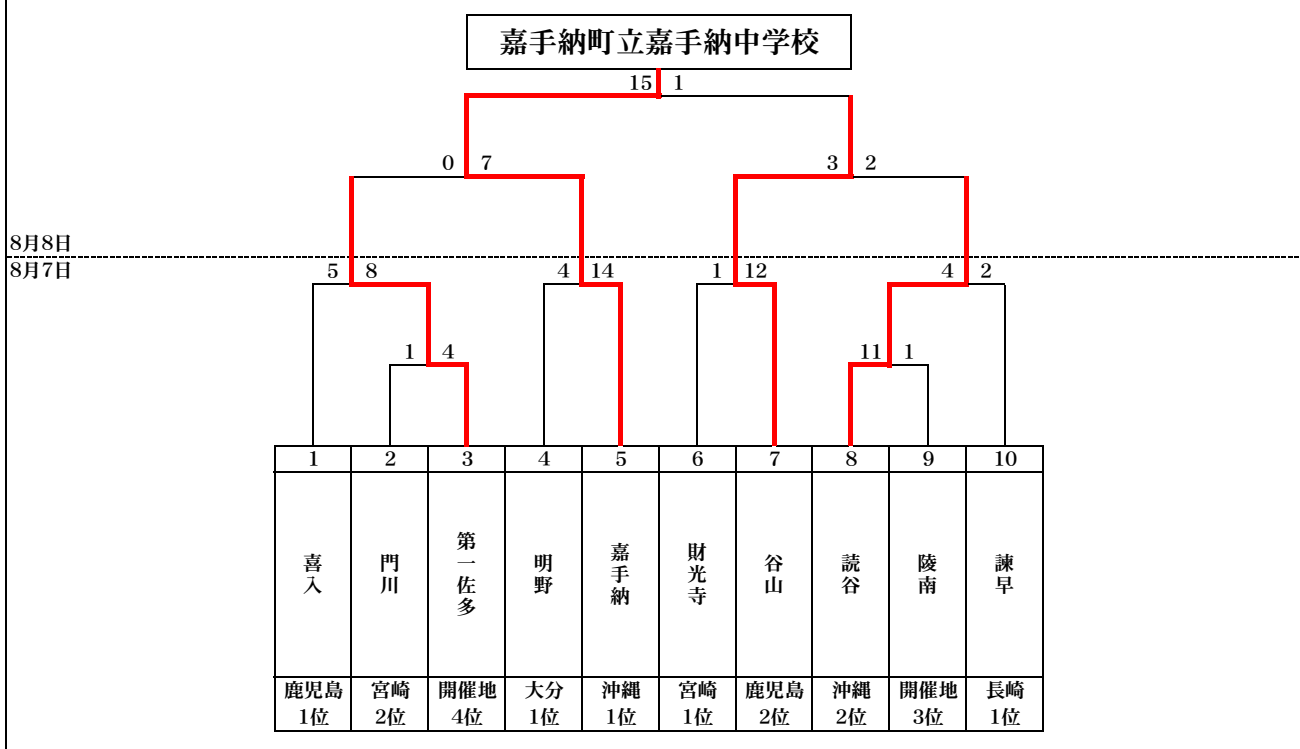 嘉手納町立嘉手納中学校
15 1
0 7 3 2
8月8日
8月7日 5 8 4 14 1 12 4 2
1 4 11 1
1 2 3 4 5 6 7 8 9 10
喜入 門川 第一佐多 明野 嘉手納 財光寺 谷山 読谷 陵南 諫早
鹿児島 宮崎 開催地 大分 沖縄 宮崎 鹿児島 沖縄 開催地 長崎
1位 2位 4位 1位 1位 1位 2位 2位 3位 1位